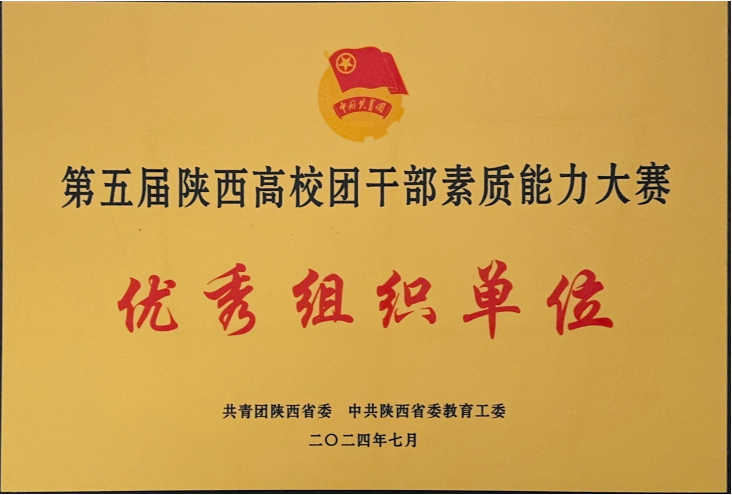 中国共青团
第五届陕西高校团干部素质能力大赛
优秀组织单位
共青团陕西省委 中共陕西省委教育工委
二〇二四年七月